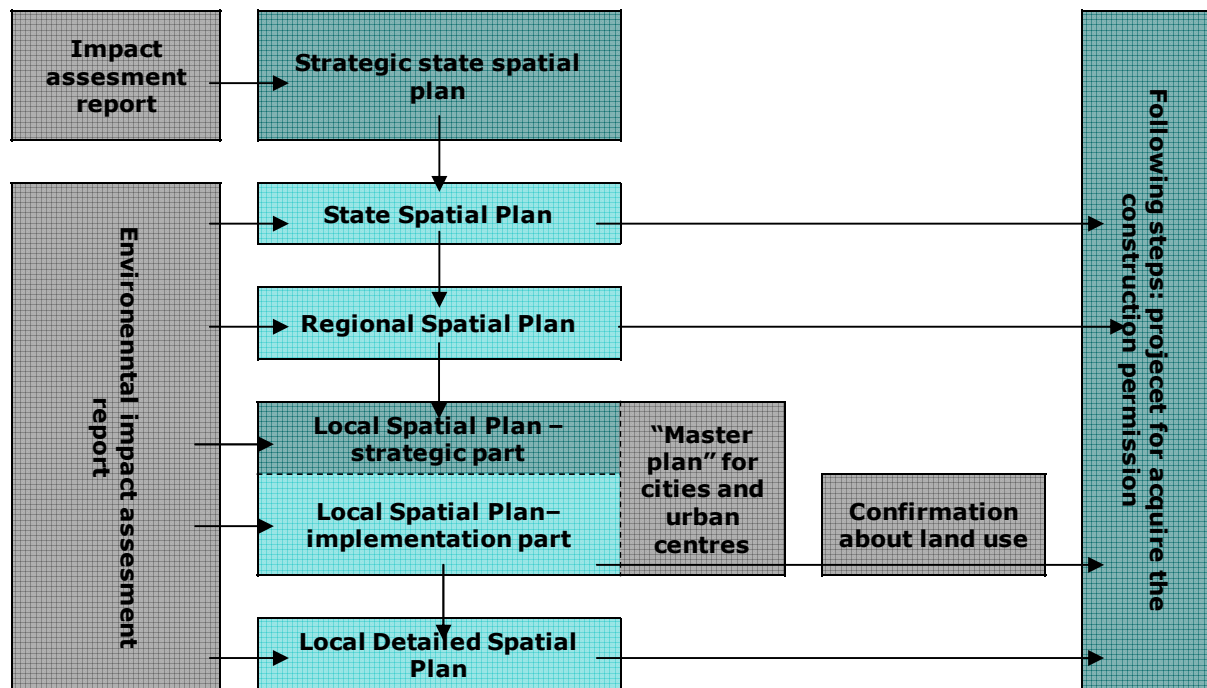 Impact
assesment
report
Strategic state spatial
plan
State Spatial Plan
Regional Spatial Plan
Environenntal impact assessment
report
Local Spatial Plan –
strategic part
Local Spatial Plan–
implementation part
“Master
plan” for
cities and
urban
centres
Confirmation
about land use
Local Detailed Spatial
Plan
Following steps: projecet for acquire the
construction permission